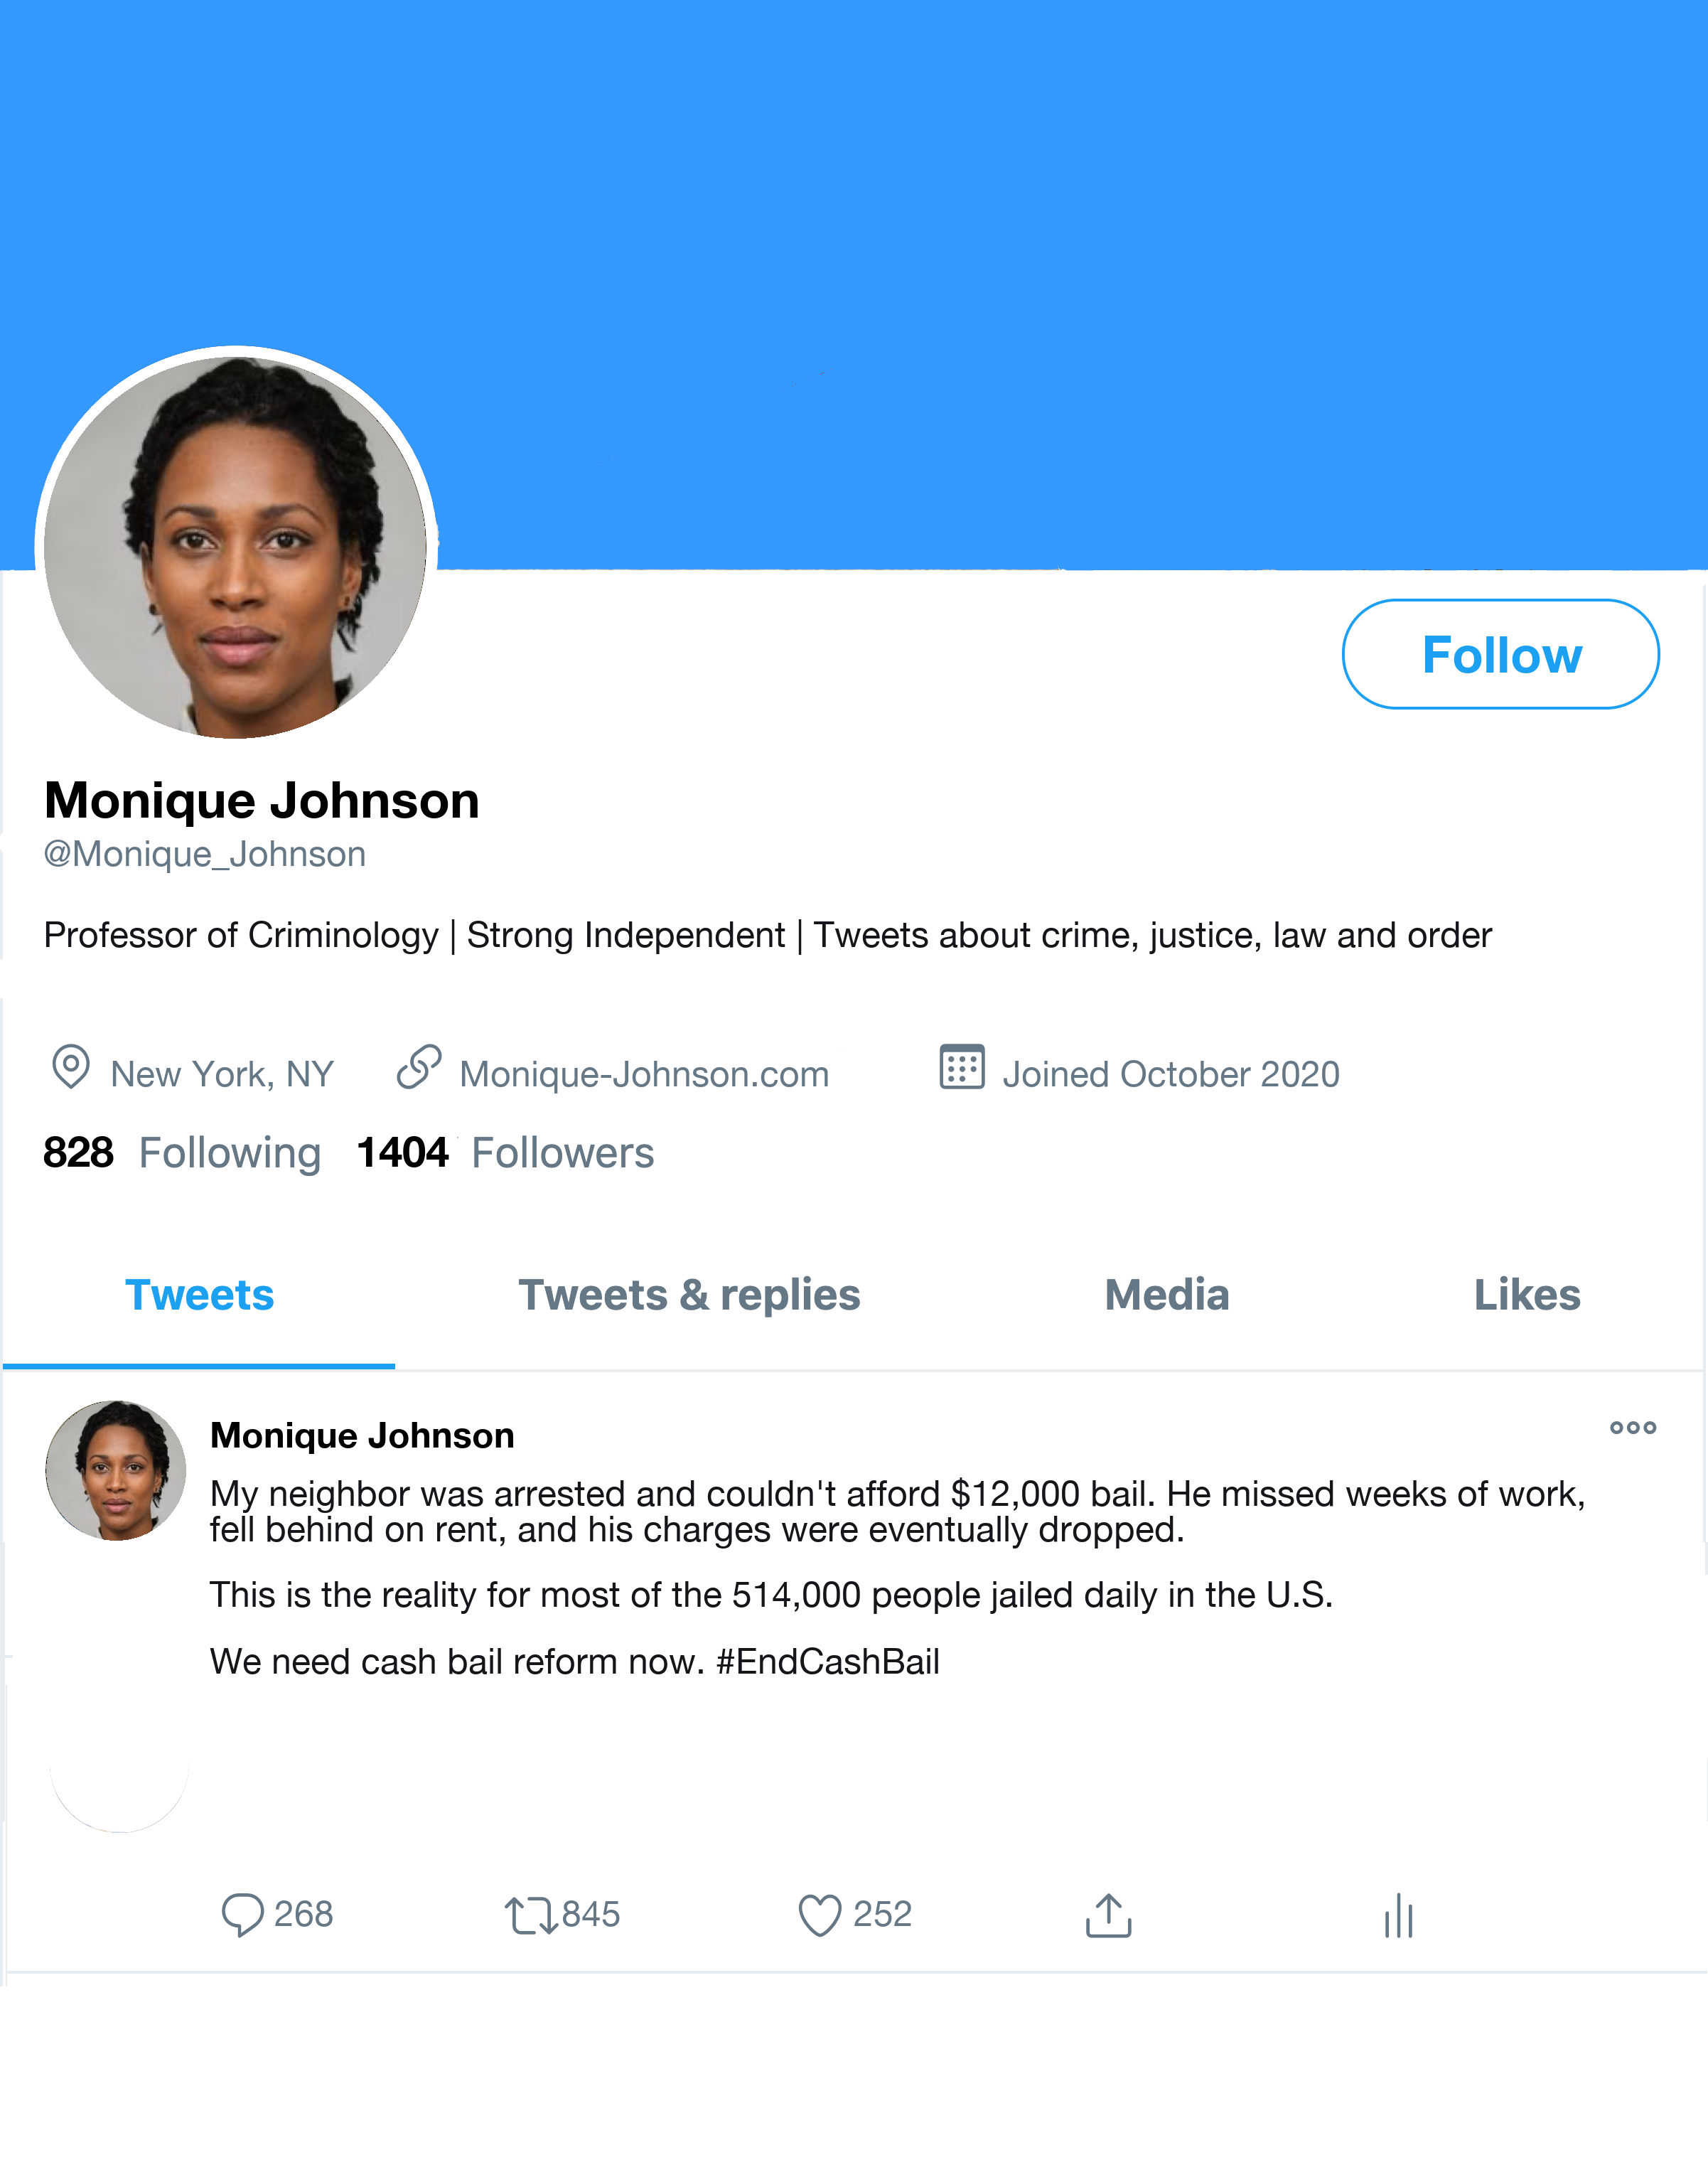 Follow
Monique Johnson
@Monique_Johnson
Professor of Criminology | Strong Independent | Tweets about crime, justice, law and order
New York, NY Monique-Johnson.com Joined October 2020
828 Following 1404 Followers
Tweets Tweets & replies Media Likes
Monique Johnson
My neighbor was arrested and couldn't afford $12,000 bail. He missed weeks of work,
fell behind on rent, and his charges were eventually dropped.
This is the reality for most of the 514,000 people jailed daily in the U.S.
We need cash bail reform now. #EndCashBail
268 845 252